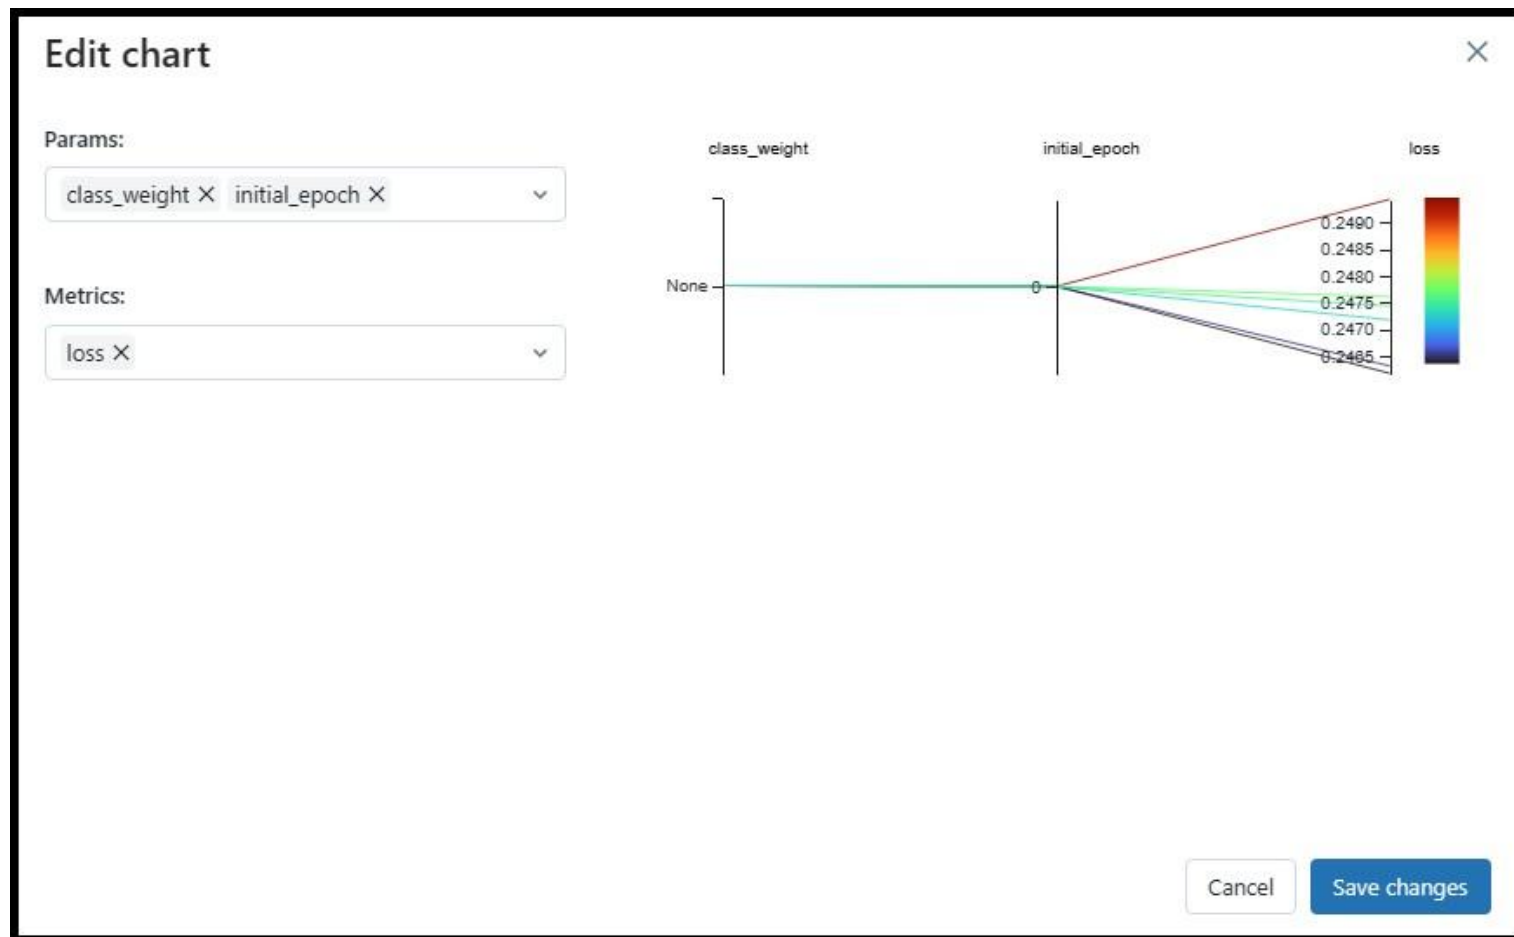 Edit chart
Params:
class_weight initial_epoch
Metrics:
loss
class_weight initial_epoch loss
None
0
0.2490
0.2485
0.2480
0.2475
0.2470
0.2465
Cancel Save changes